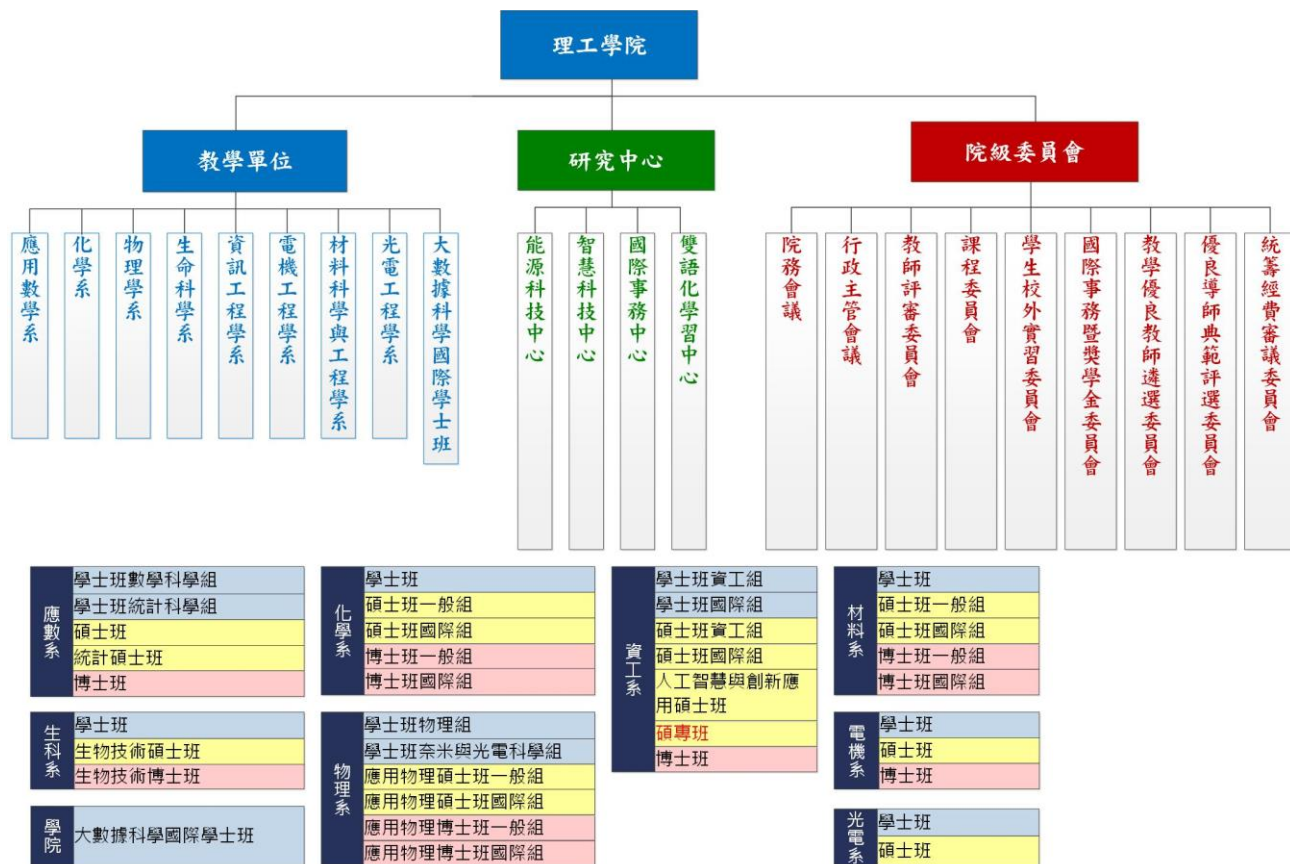 理工學院
教學單位
研究中心
院級委員會
應用數學系
化學系
物理學系
生命科學系
資訊工程學系
電機工程學系
材料科學與工程學系
光電工程學系
大數據科學國際學士班
能源科技中心
智慧科技中心
國際事務中心
雙語化學習中心
院務會議
行政主管會議
教師評審委員會
課程委員會
學生校外實習委員會
國際事務暨獎學金委員會
教學優良教師遴選委員會
優良導師典範評選委員會
統籌經費審議委員會
應數系
學士班數學科學組
學士班統計科學組
碩士班
統計碩士班
博士班
生科系
學士班
生物技術碩士班
生物技術博士班
學院
大數據科學國際學士班
化學系
學士班
碩士班一般組
碩士班國際組
博士班一般組
博士班國際組
物理系
學士班物理組
學士班奈米與光電科學組
應用物理碩士班一般組
應用物理碩士班國際組
應用物理博士班一般組
應用物理博士班國際組
資工系
學士班資工組
學士班國際組
碩士班資工組
碩士班國際組
人工智慧與創新應
用碩士班
碩專班
博士班
材料系
學士班
碩士班一般組
碩士班國際組
博士班一般組
博士班國際組
電機系
學士班
碩士班
博士班
光電系
學士班
碩士班